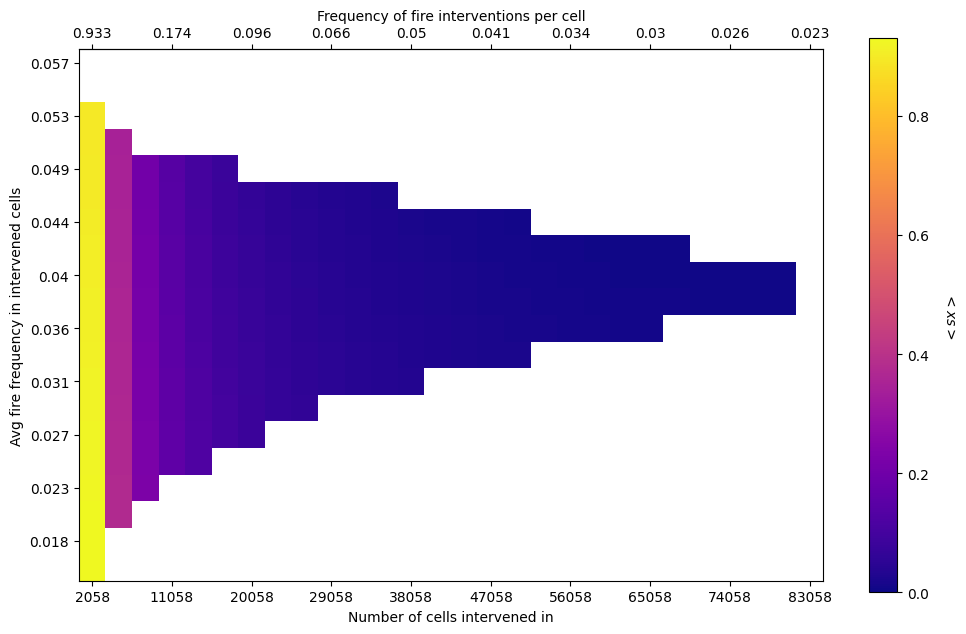 Frequency of fire interventions per cell
0.933 0.174 0.096 0.066 0.05 0.041 0.034 0.03 0.026 0.023
Avg fire frequency in intervened cells
0.057
0.053
0.049
0.044
0.04
0.036
0.031
0.027
0.023
0.018
2058 11058 20058 29058 38058 47058 56058 65058 74058 83058
Number of cells intervened in
0.8
0.6
0.4
0.2
0.0
< xs >